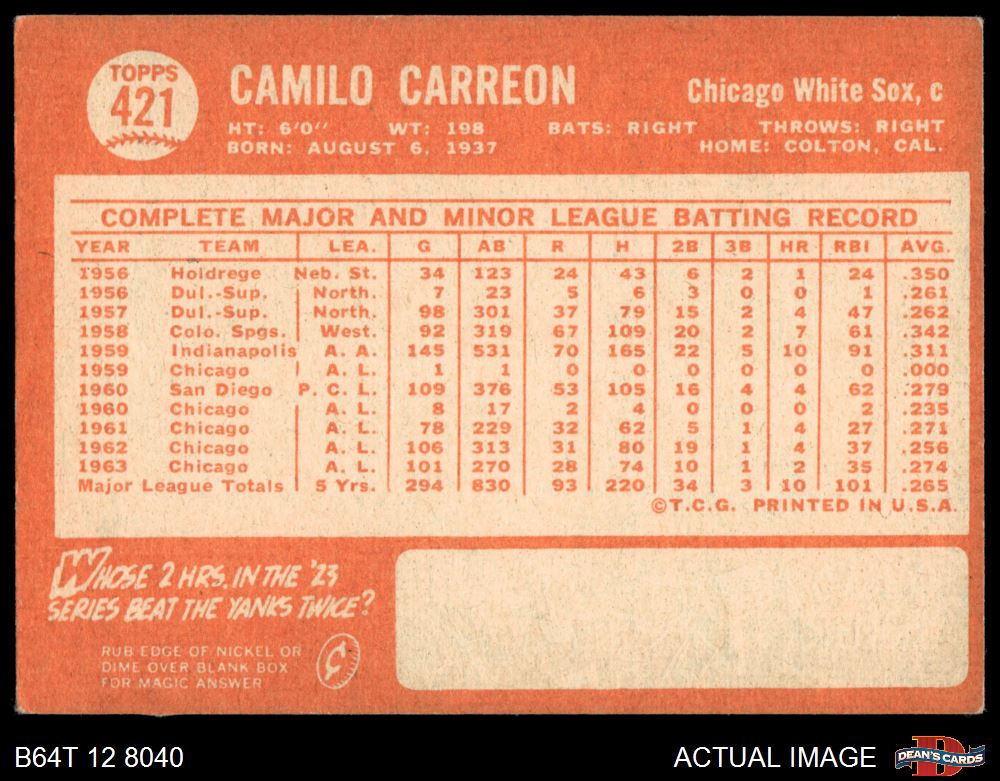 TOPPS
421
CAMILO CARREON
Chicago White Sox, c
HT: 6'0" WT: 198 BATS: RIGHT THROWS: RIGHT
BORN: AUGUST 6, 1937 HOME: COLTON, CAL.
COMPLETE MAJOR AND MINOR LEAGUE BATTING RECORD
YEAR TEAM LEA. G AB R H 2B 3B HR RBI AVG.
1956 Holdrege Neb. St. 34 123 24 43 6 2 1 24 .350
1956 Dul.-Sup. North. 7 23 5 6 3 0 0 1 .261
1957 Dul.-Sup. North. 98 301 37 79 15 2 4 47 .262
1958 Colo. Spgs. West. 92 319 67 109 20 2 7 61 .342
1959 Indianapolis A. A. 145 531 70 165 22 5 10 91 .311
1959 Chicago A. L. 1 1 0 0 0 0 0 0 .000
1960 San Diego P. C. L. 109 376 53 105 16 4 4 62 .279
1960 Chicago A. L. 8 17 2 4 0 0 0 2 .235
1961 Chicago A. L. 78 229 32 62 5 1 4 27 .271
1962 Chicago A. L. 106 313 31 80 19 1 4 37 .256
1963 Chicago A. L. 101 270 28 74 10 1 2 35 .274
Major League Totals 5 Yrs. 294 830 93 220 34 3 10 101 .265
©T.C.G. PRINTED IN U.S.A.
WHOSE 2 HRS. IN THE '23
SERIES BEAT THE YANKS TWICE?
RUB EDGE OF NICKEL OR
DIME OVER BLANK BOX
FOR MAGIC ANSWER
¢
B64T 12 8040
ACTUAL IMAGE
D
DEAN'S CARDS